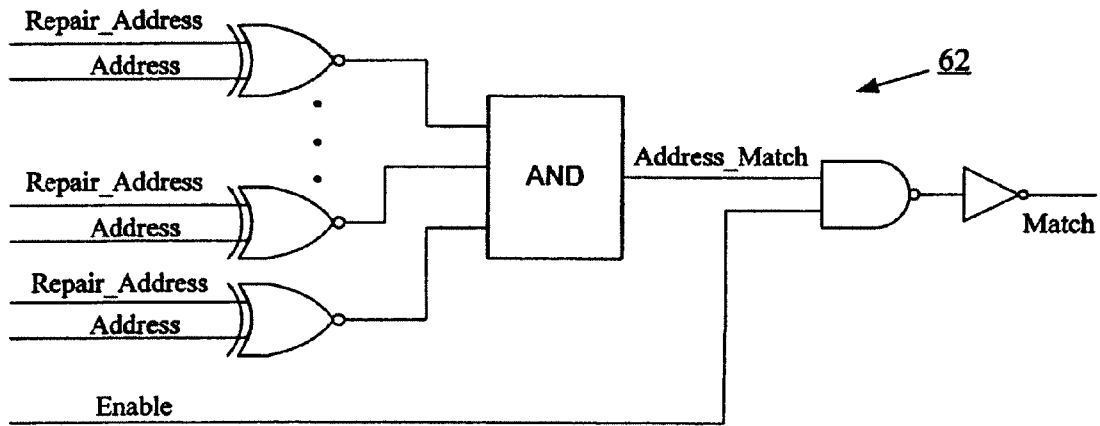 Repair_Address
Address
62
Repair_Address
Address
AND
Address_Match
Match
Repair_Address
Address
Enable